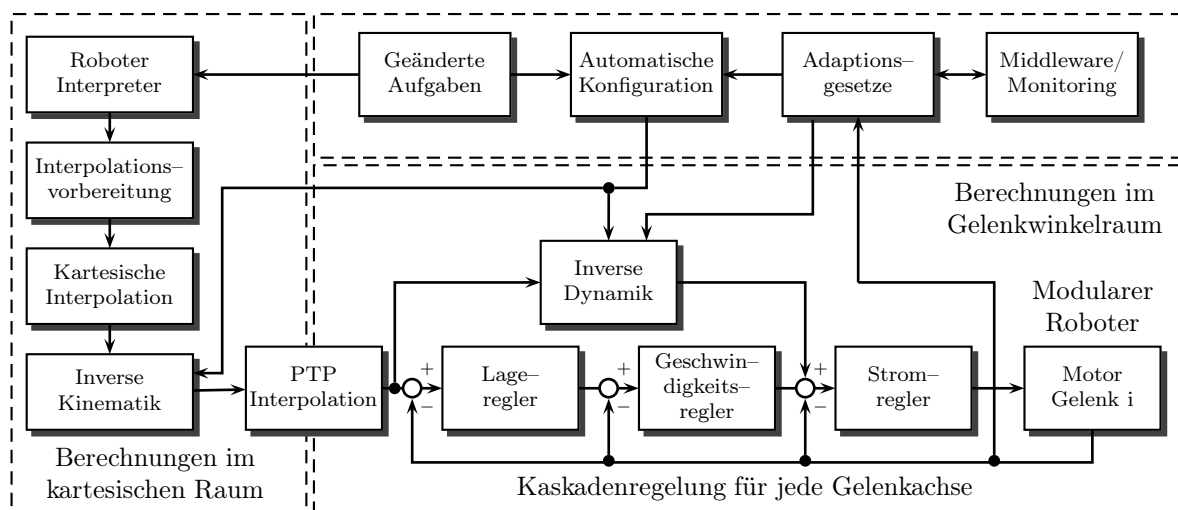 Roboter
Interpreter
Geänderte
Aufgaben
Automatische
Konfiguration
Adaptions-
gesetze
Middleware/
Monitoring
Interpolations-
vorbereitung
Berechnungen im
Gelenkwinkelraum
Kartesische
Interpolation
Inverse
Dynamik
Modularer
Roboter
Inverse
Kinematik
PTP
Interpolation
+
−
Lage-
regler
+
−
Geschwin-
digkeits-
regler
+
−
Strom-
regler
Motor
Gelenk i
Berechnungen im
kartesischen Raum
Kaskadenregelung für jede Gelenkachse